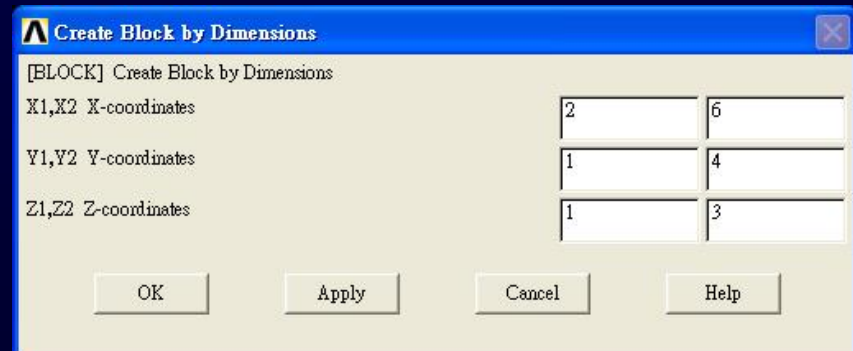 Create Block by Dimensions
[BLOCK] Create Block by Dimensions
X1,X2 X-coordinates 2 6
Y1,Y2 Y-coordinates 1 4
Z1,Z2 Z-coordinates 1 3
OK Apply Cancel Help